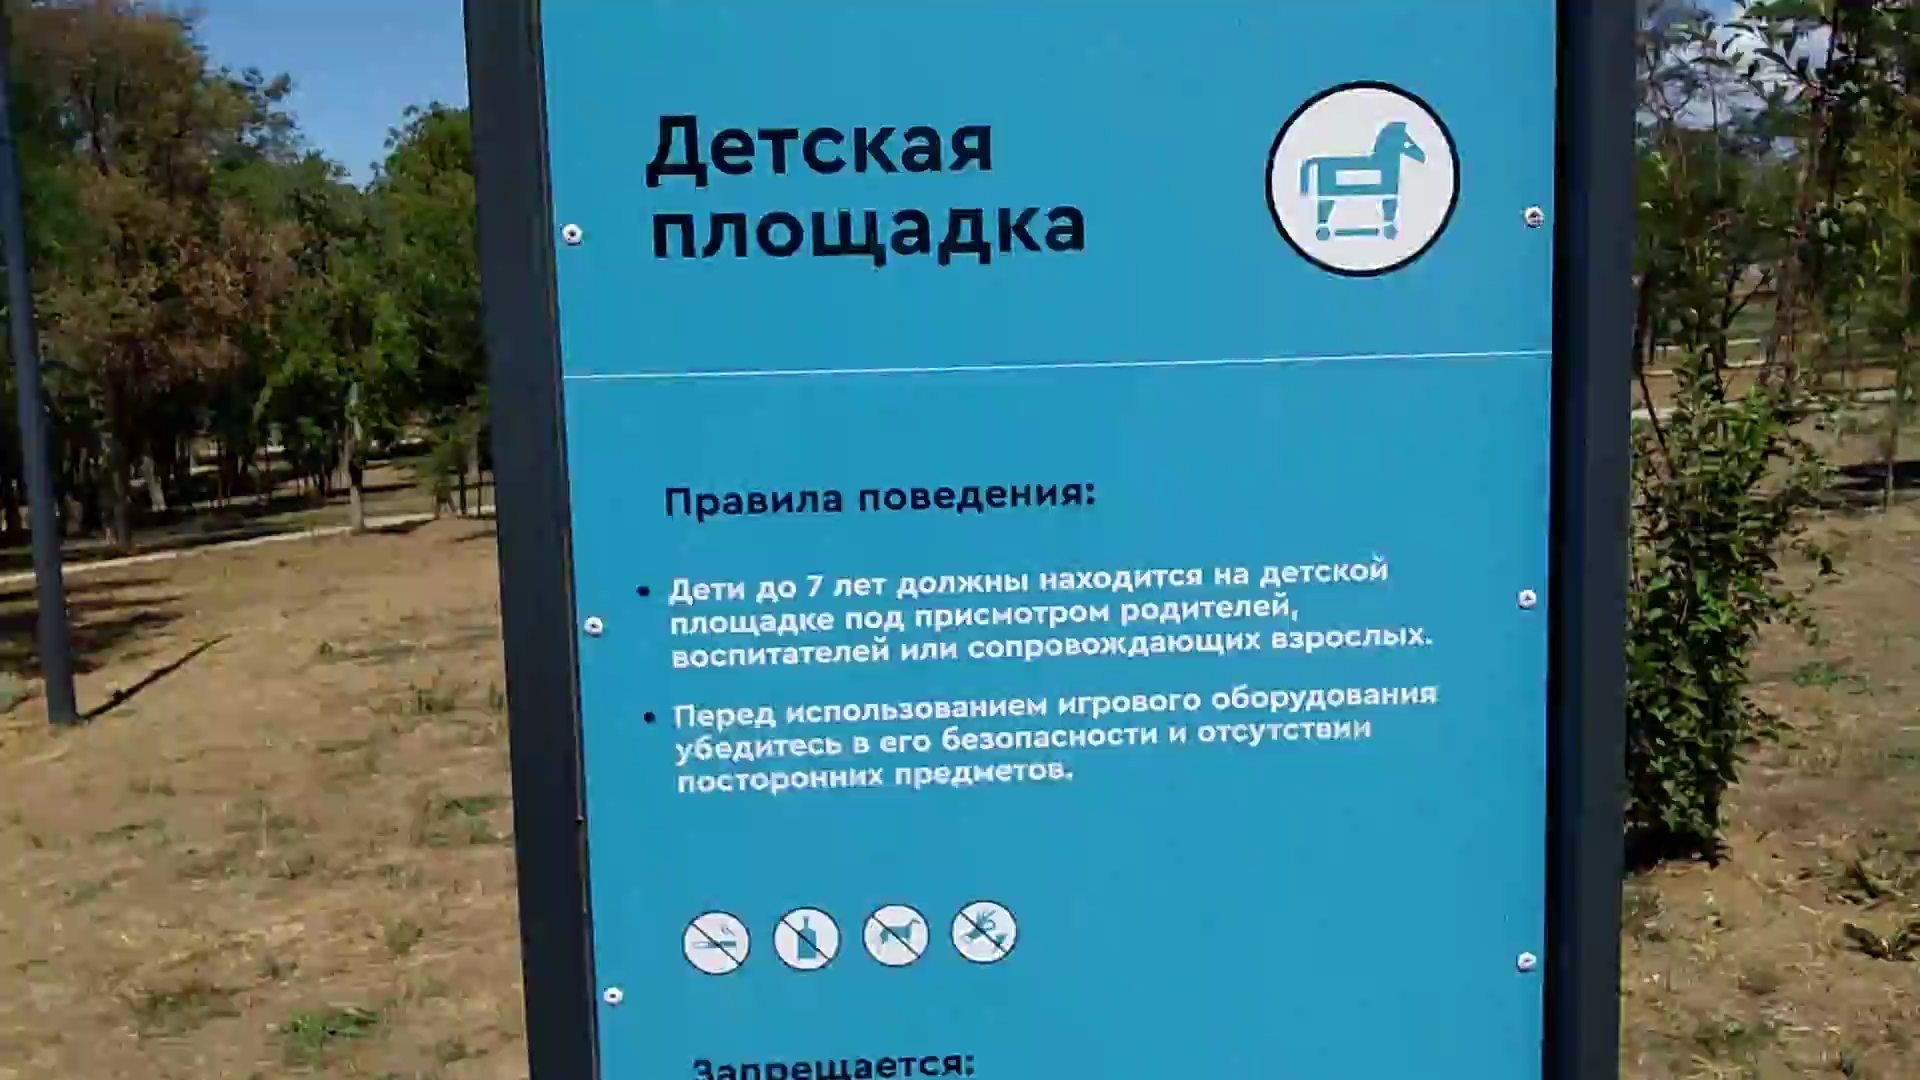 Детская
площадка
Правила поведения:
• Дети до 7 лет должны находится на детской
площадке под присмотром родителей,
воспитателей или сопровождающих взрослых.
• Перед использованием игрового оборудования
убедитесь в его безопасности и отсутствии
посторонних предметов.
Запрещается: